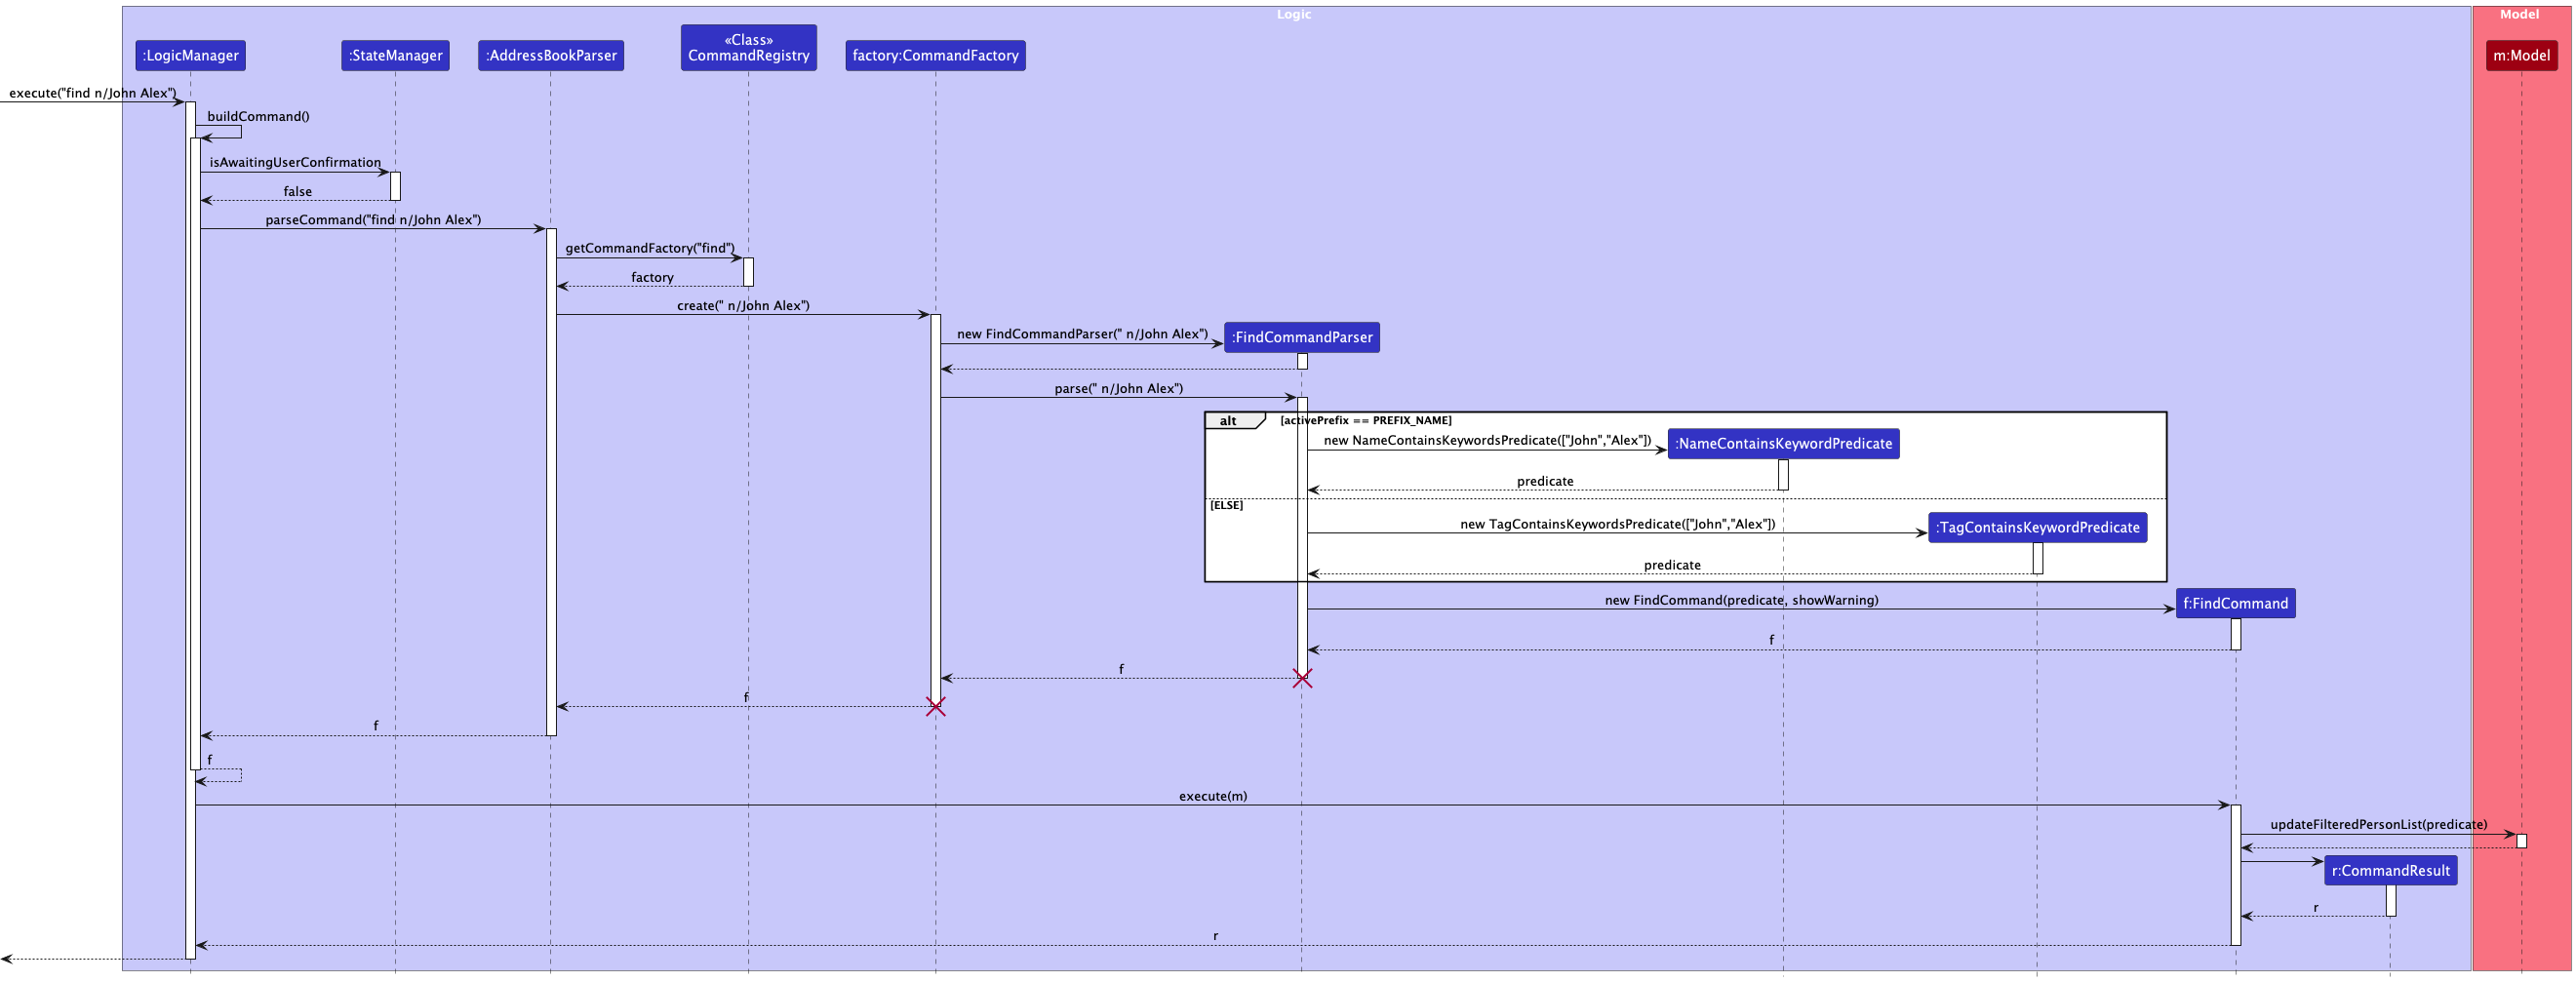 Logic
Model
:LogicManager
:StateManager
:AddressBookParser
«Class»
CommandRegistry
factory:CommandFactory
m:Model
execute("find n/John Alex")
buildCommand()
isAwaitingUserConfirmation
false
parseCommand("find n/John Alex")
getCommandFactory("find")
factory
create(" n/John Alex")
new FindCommandParser(" n/John Alex")
:FindCommandParser
parse(" n/John Alex")
alt
[activePrefix == PREFIX_NAME]
new NameContainsKeywordsPredicate(["John","Alex"])
:NameContainsKeywordPredicate
predicate
[ELSE]
new TagContainsKeywordsPredicate(["John","Alex"])
:TagContainsKeywordPredicate
predicate
new FindCommand(predicate, showWarning)
f:FindCommand
f
f
f
f
f
execute(m)
updateFilteredPersonList(predicate)
r:CommandResult
r
r